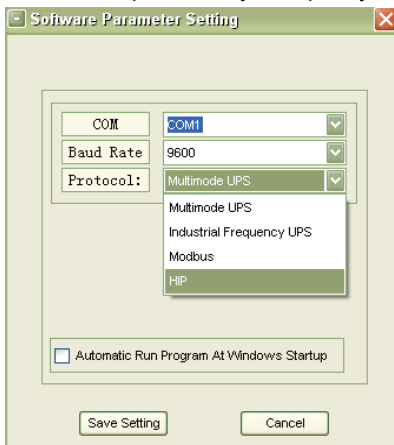 Software Parameter Setting
COM COM1
Baud Rate 9600
Protocol: Multimode UPS
Multimode UPS
Industrial Frequency UPS
Modbus
HIP
Automatic Run Program At Windows Startup
Save Setting Cancel